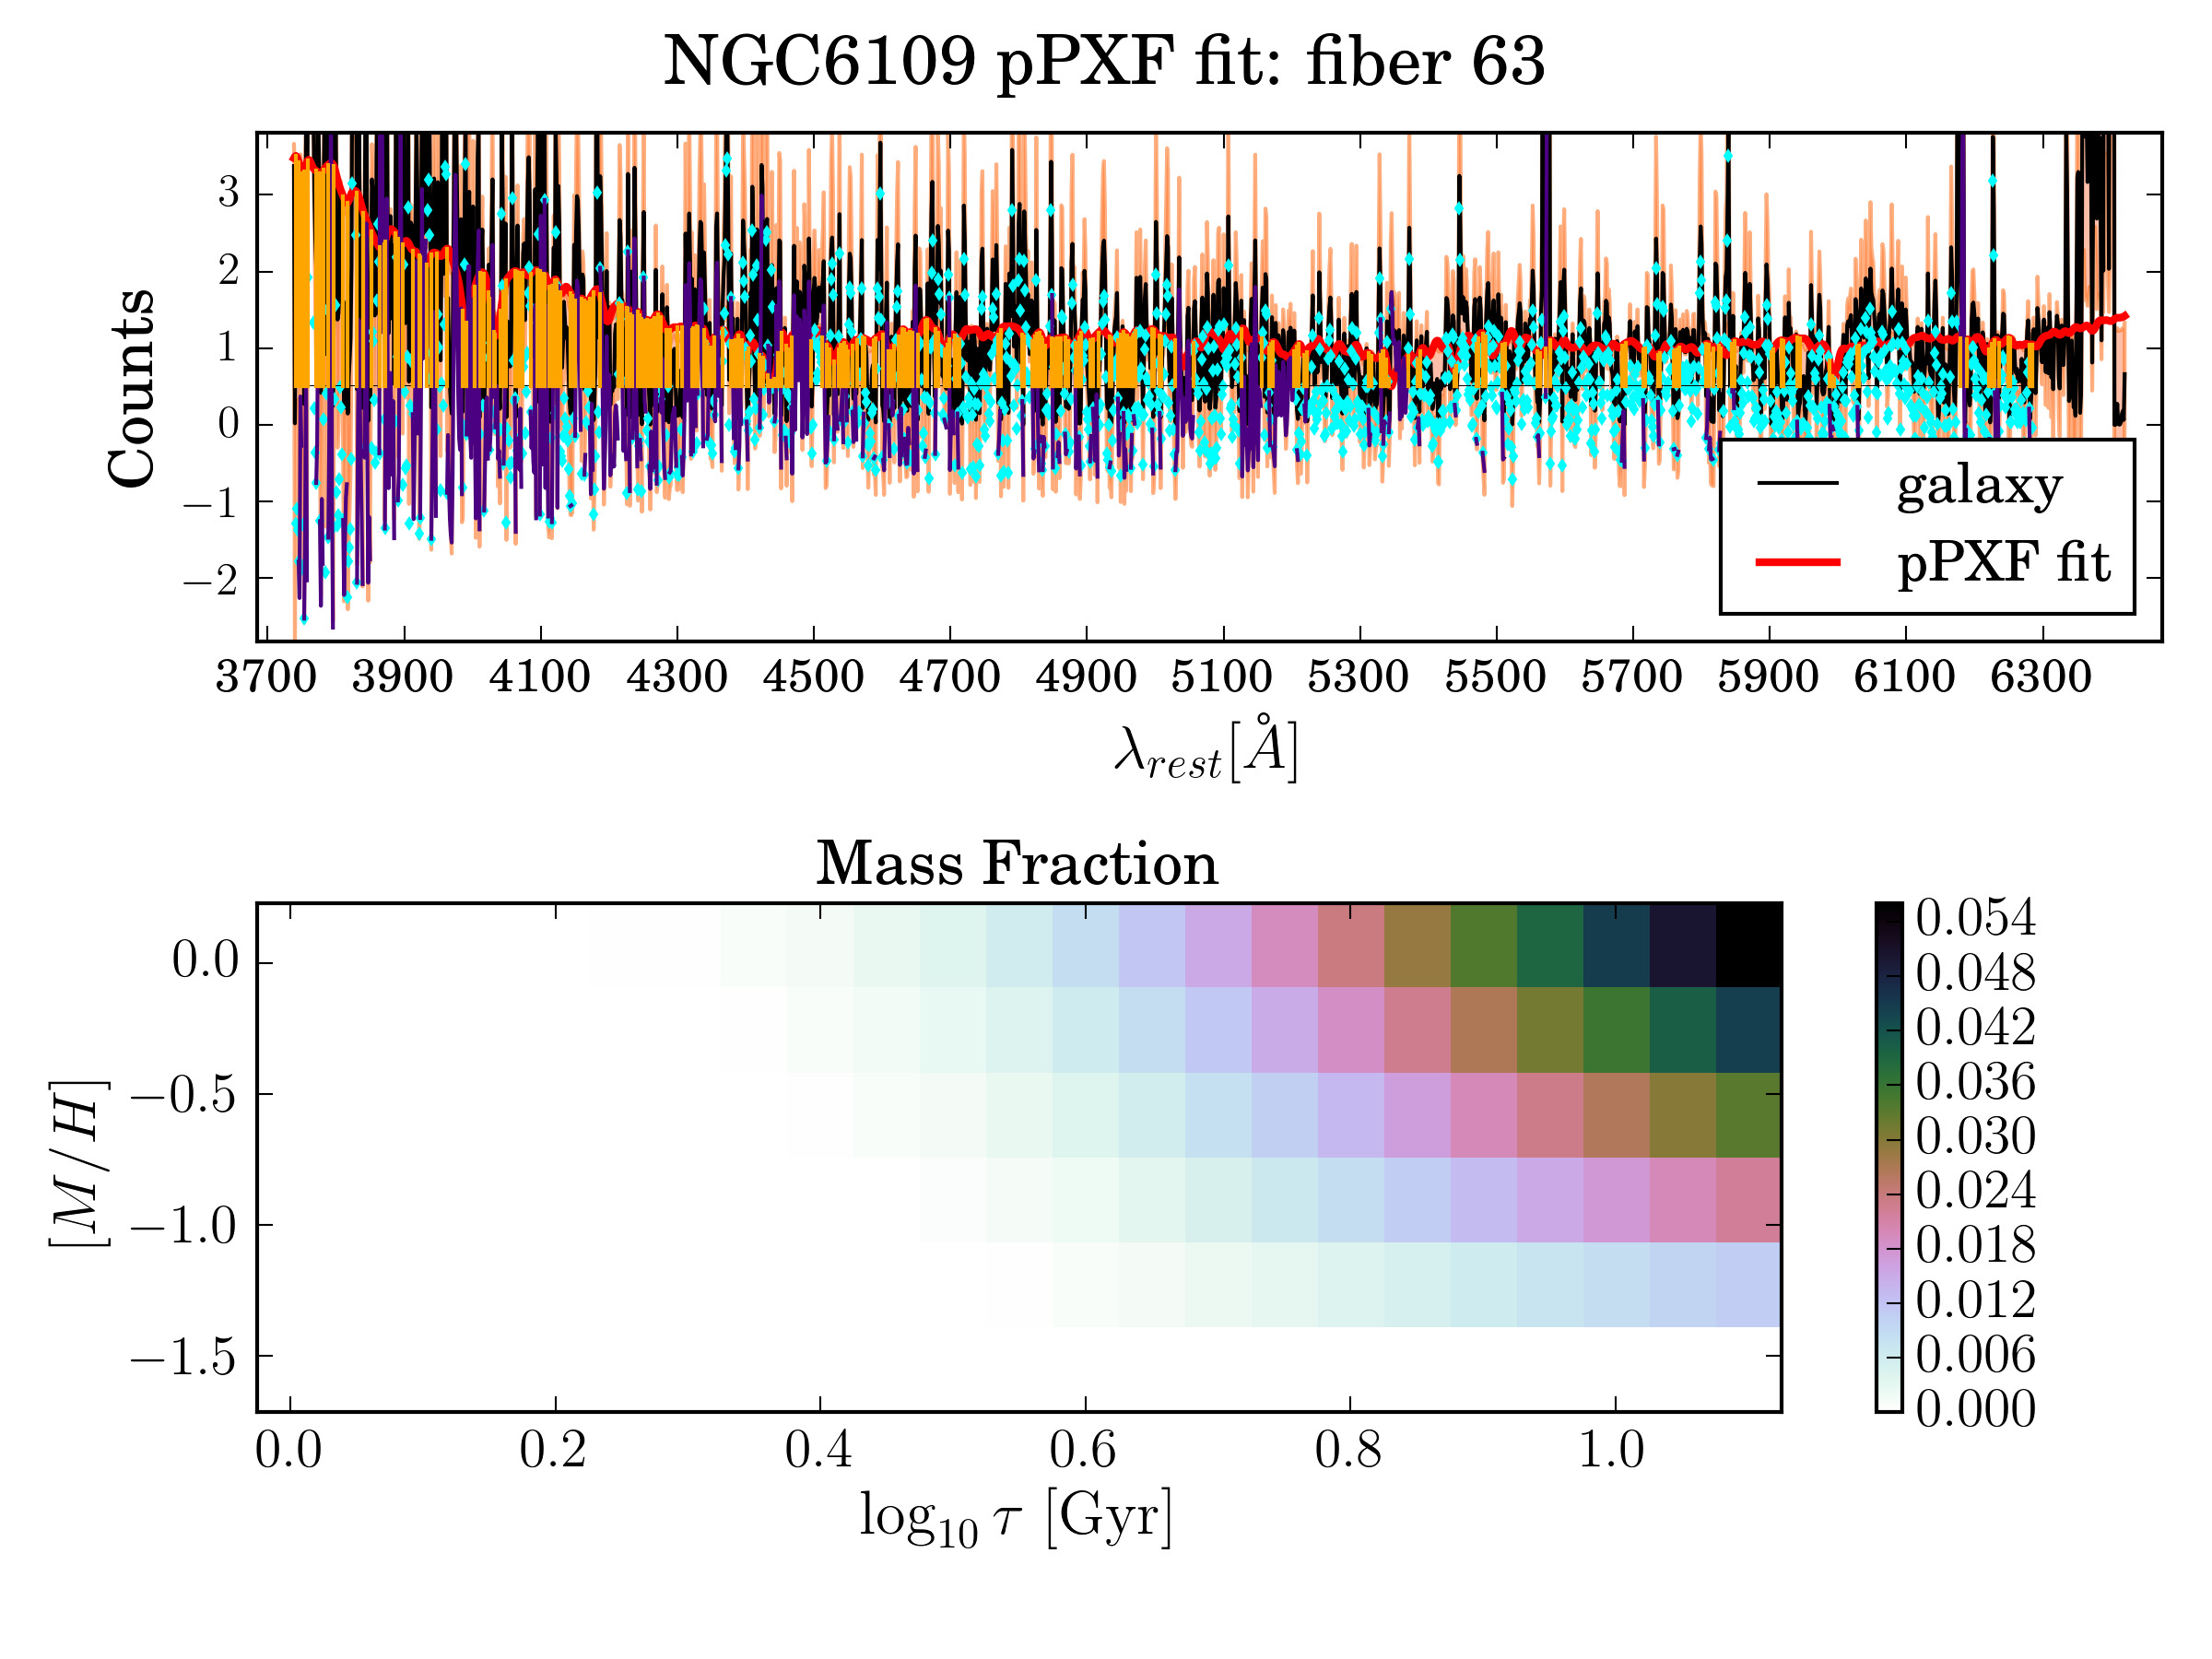 NGC6109 pPXF fit: fiber 63
Counts
3
2
1
0
−1
−2
galaxy
pPXF fit
3700 3900 4100 4300 4500 4700 4900 5100 5300 5500 5700 5900 6100 6300
λrest[Å]
Mass Fraction
[M/H]
0.0
−0.5
−1.0
−1.5
0.0 0.2 0.4 0.6 0.8 1.0
log10 τ [Gyr]
0.054
0.048
0.042
0.036
0.030
0.024
0.018
0.012
0.006
0.000